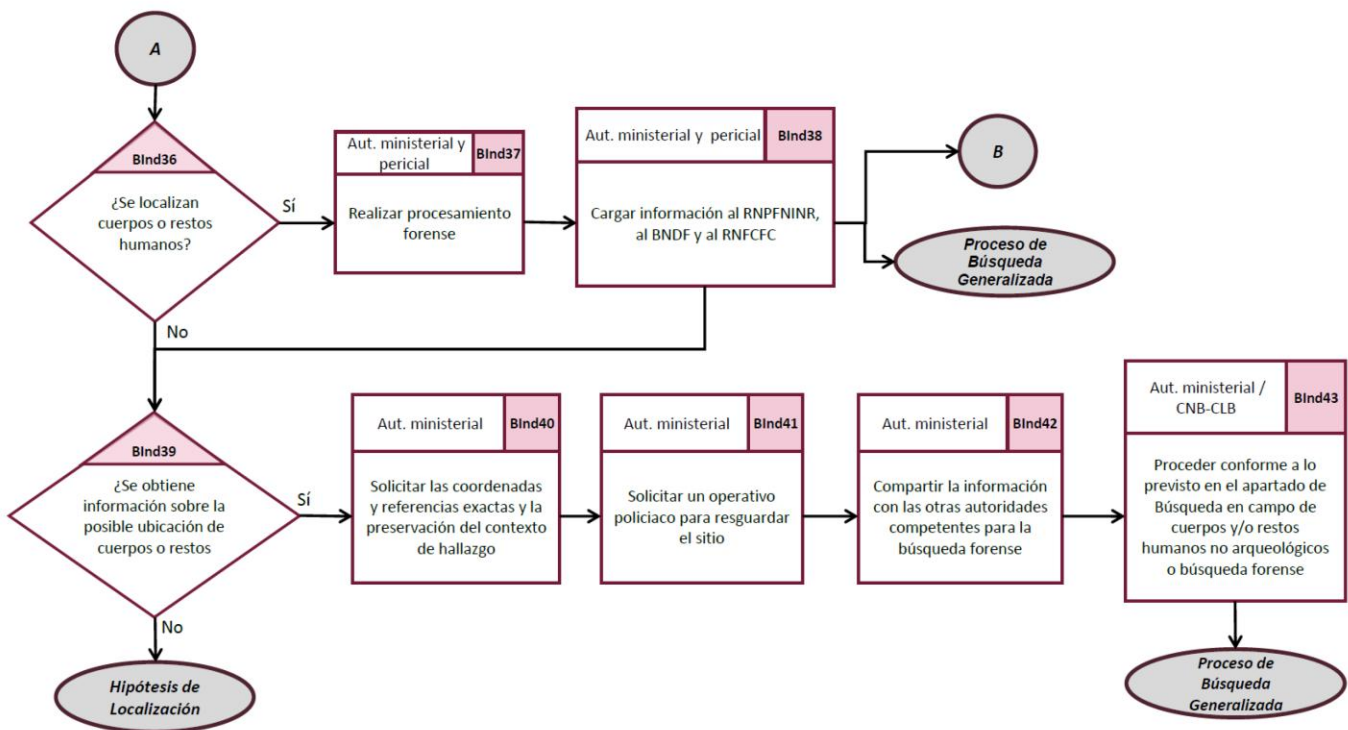 A
BInd36
¿Se localizan
cuerpos o restos
humanos?
Sí
No
Aut. ministerial y
pericial
BInd37
Realizar procesamiento
forense
Aut. ministerial y pericial
BInd38
Cargar información al RNPFNINR,
al BNDF y al RNFCFC
B
Proceso de
Búsqueda
Generalizada
BInd39
¿Se obtiene
información sobre la
posible ubicación de
cuerpos o restos
Sí
No
Hipótesis de
Localización
Aut. ministerial
BInd40
Solicitar las coordenadas
y referencias exactas y la
preservación del contexto
de hallazgo
Aut. ministerial
BInd41
Solicitar un operativo
policiaco para resguardar
el sitio
Aut. ministerial
BInd42
Compartir la información
con las otras autoridades
competentes para la
búsqueda forense
Aut. ministerial /
CNB-CLB
BInd43
Proceder conforme a lo
previsto en el apartado de
Búsqueda en campo de
cuerpos y/o restos
humanos no arqueológicos
o búsqueda forense
Proceso de
Búsqueda
Generalizada